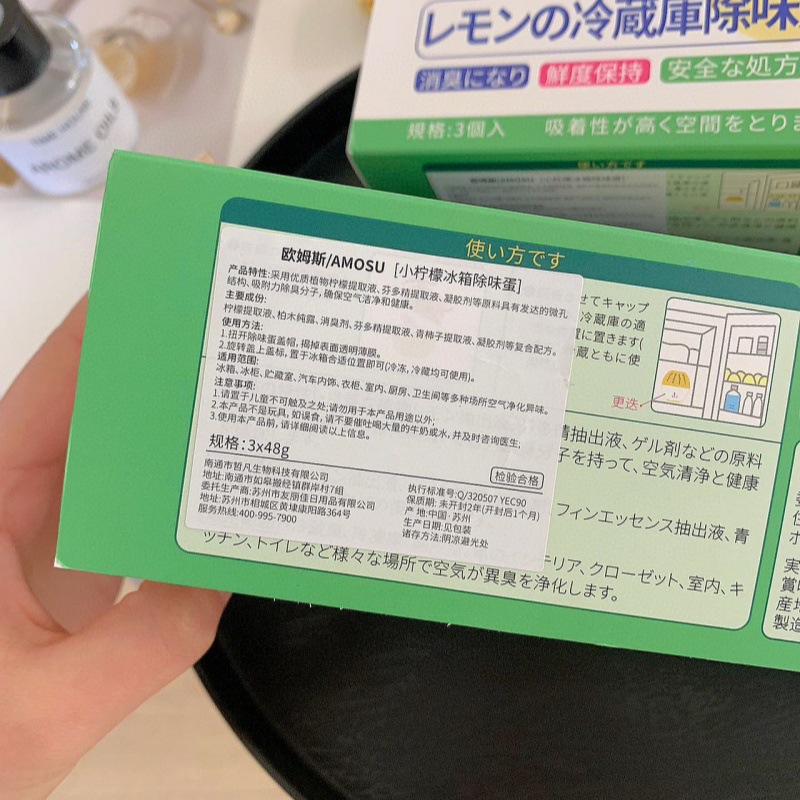 レモンの冷蔵庫除味
消臭になり 鮮度保持 安全な処方
規格:3個入 吸着性が高く空間をとりま
使い方です
欧姆斯/AMOSU [小柠檬冰箱除味蛋]
产品特性:采用优质植物柠檬提取液、芬多精提取液、凝胶剂等原料具有发达的微孔
结构、吸附力除臭分子,确保空气洁净和健康。
主要成份:
柠檬提取液、柏木纯露、消臭剂、芬多精提取液、青柿子提取液、凝胶剂等复合配方。
使用方法:
1.扭开除味蛋盖帽,揭掉表面透明薄膜。
2.旋转盖上盖标,置于冰箱合适位置即可(冷冻,冷藏均可使用)。
适用范围:
冰箱、冰柜、贮藏室、汽车内饰、衣柜、室内、厨房、卫生间等多种场所空气净化异味。
注意事项:
1.请置于儿童不可触及之处;请勿用于本产品用途以外;
2.本产品不是玩具,如误食,请不要催吐喝大量的牛奶或水,并及时咨询医生;
3.使用本产品前,请详细阅读以上信息。
规格:3x48g
检验合格
南通市哲凡生物科技有限公司
地址:南通市如皋搬经镇群岸村7组
委托生产商:苏州市友丽佳日用品有限公司
地址:苏州市相城区黄埭康阳路364号
服务热线:400-995-7900
执行标准号:Q/320507 YEC90
保质期: 未开封2年(开封后1个月)
产 地:中国·苏州
生产日期:见包装
诸存方法:阴凉避光处
せてキャップ
冷蔵庫の適
置に置きます(
蔵ともに使
更迭
精抽出液、ゲル剤などの原料
子を持って、空気清浄と健康
フィンエッセンス抽出液、青
テリア、クローゼット、室内、キ
ッチン、トイレなど様々な場所で空気が異臭を浄化します。
実
賞
産地
製造